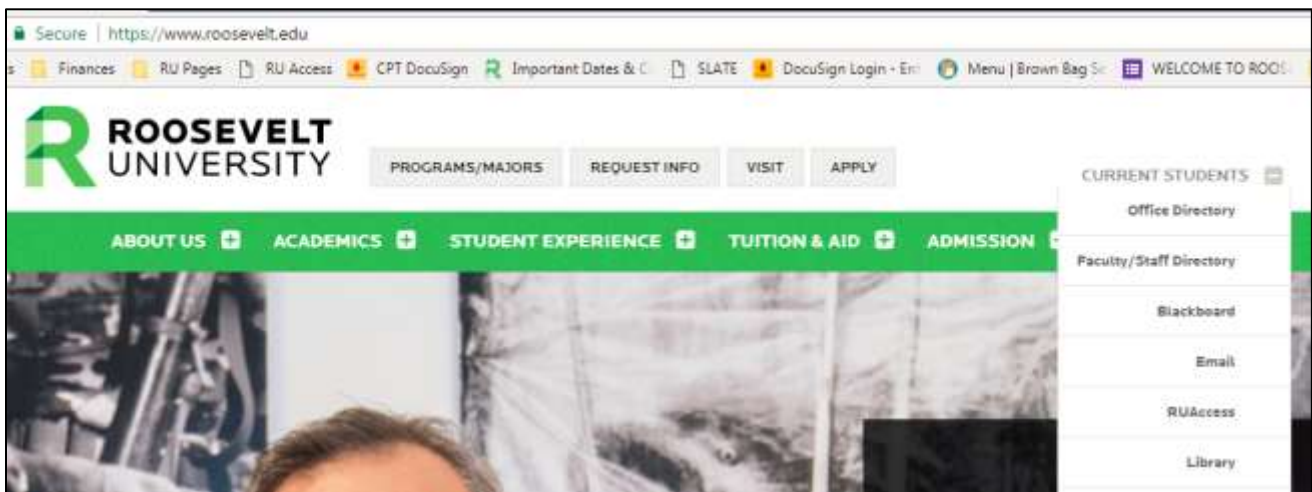 Secure | https://www.roosevelt.edu
s Finances RU Pages RU Access CPT DocuSign Important Dates & C SLATE DocuSign Login - En Menu | Brown Bag Se WELCOME TO ROOS
ROOSEVELT
UNIVERSITY
PROGRAMS/MAJORS REQUEST INFO VISIT APPLY
CURRENT STUDENTS
Office Directory
ABOUT US ACADEMICS STUDENT EXPERIENCE TUITION & AID ADMISSION
Faculty/Staff Directory
Blackboard
Email
RUAccess
Library